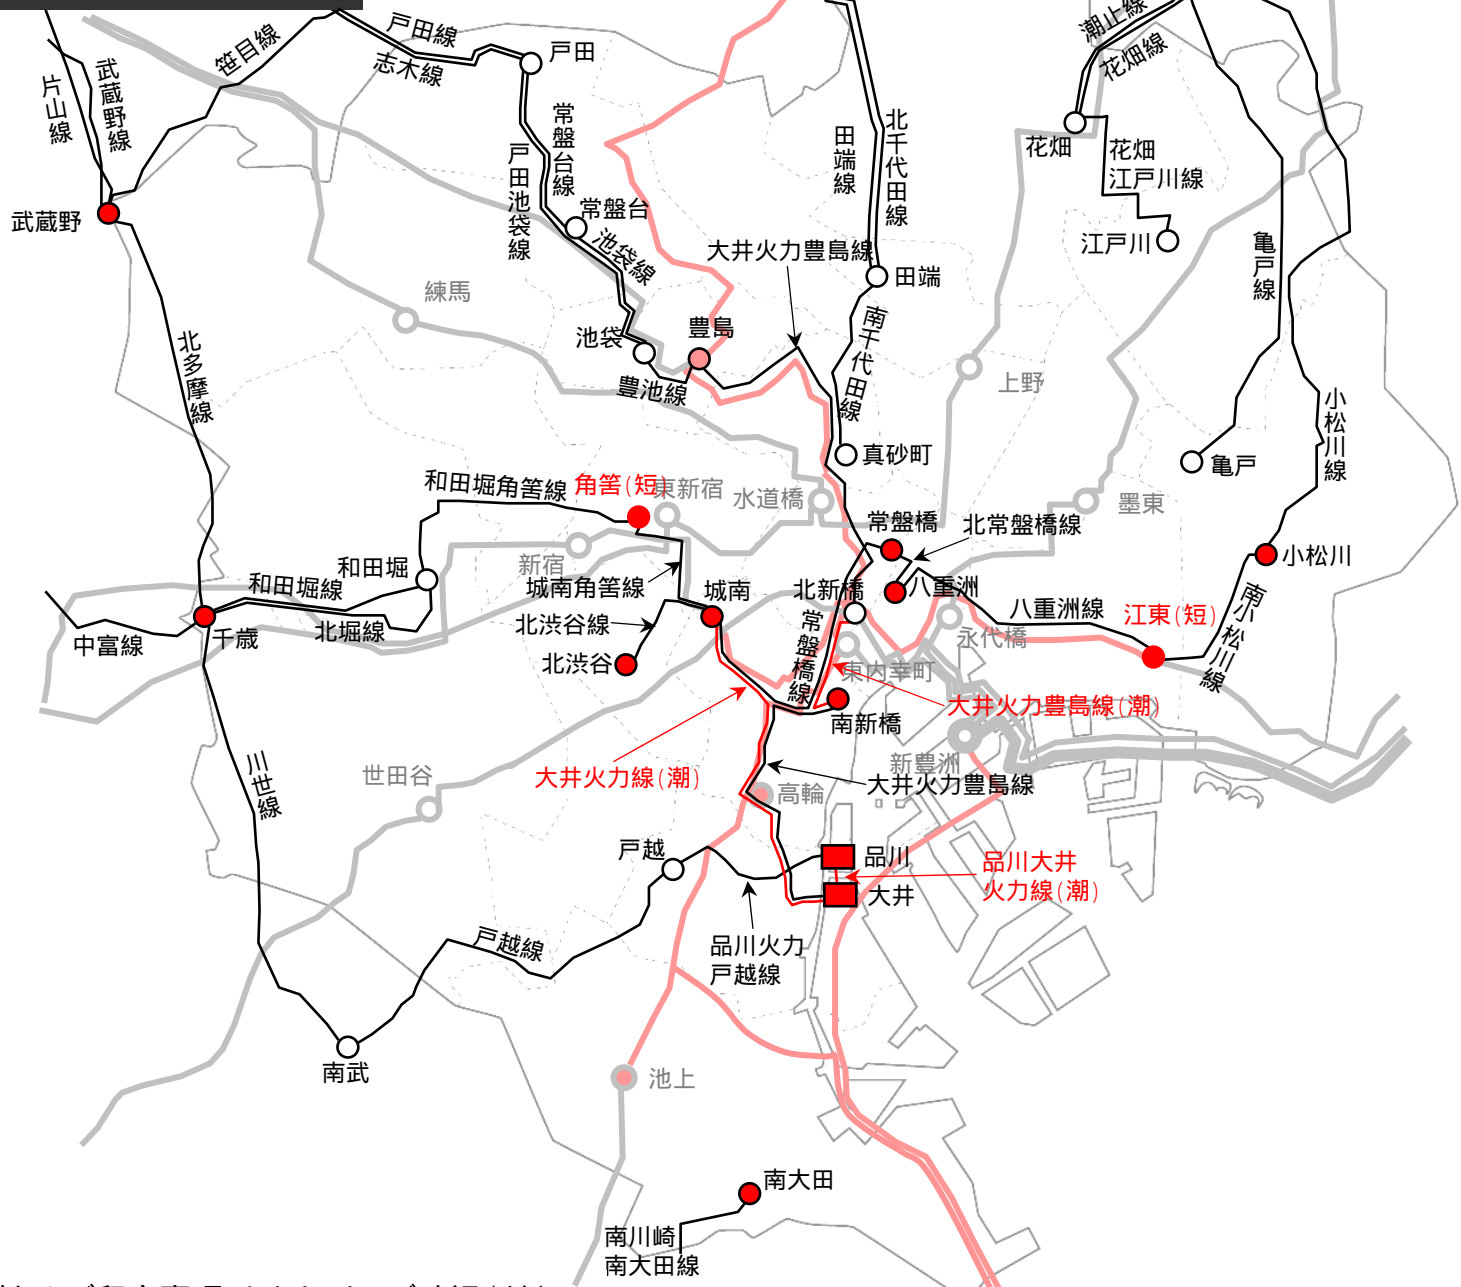 潮止線
戸田線
花畑線
笹目線
志木線
戸田
片山線
武蔵野線
常盤台線
北千代田線
田端線
花畑
花畑
江戸川線
戸田池袋線
武蔵野
常盤台
池袋線
大井火力豊島線
江戸川
亀戸線
田端
練馬
豊島
池袋
南千代田線
北多摩線
上野
豊池線
小松川線
真砂町
亀戸
和田堀角筈線
角筈(短)
東新宿
水道橋
墨東
常盤橋
北常盤橋線
小松川
新宿
和田堀
和田堀線
城南角筈線
城南
北新橋
八重洲
八重洲線
江東(短)
南小松川線
中富線
千歳
北堀線
北渋谷線
常盤橋線
永代橋
北渋谷
東内幸町
大井火力豊島線(潮)
南新橋
川世線
世田谷
大井火力線(潮)
新豊洲
大井火力豊島線
高輪
戸越
品川
品川大井
火力線(潮)
大井
戸越線
品川火力
戸越線
南武
池上
南大田
南川崎
南大田線